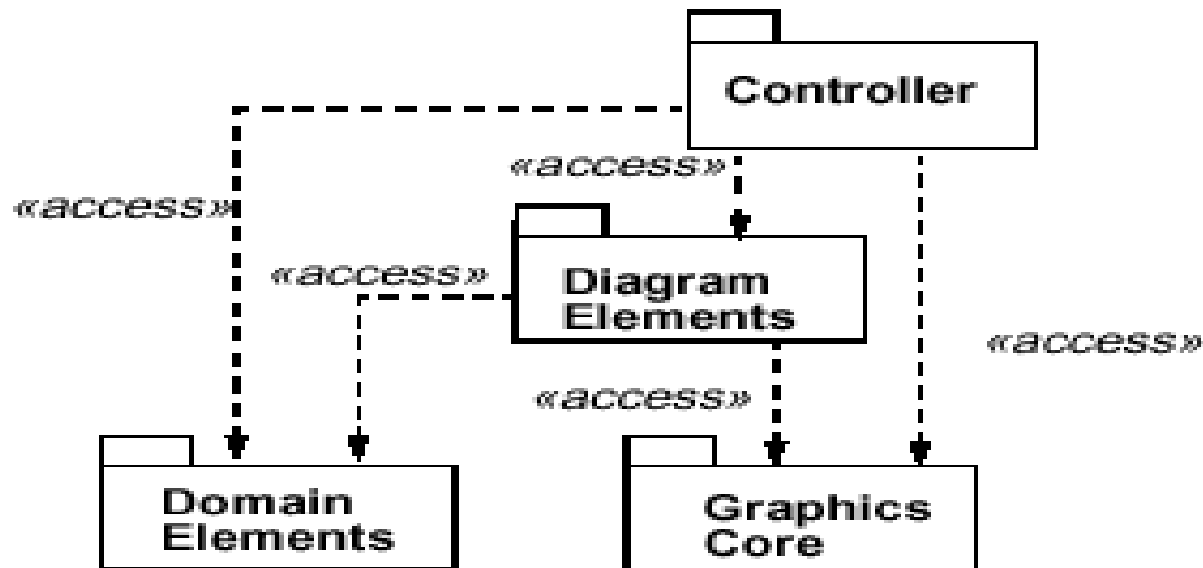 Controller
«access»
«access»
«access»
Diagram
Elements
«access»
«access»
Domain
Elements
Graphics
Core